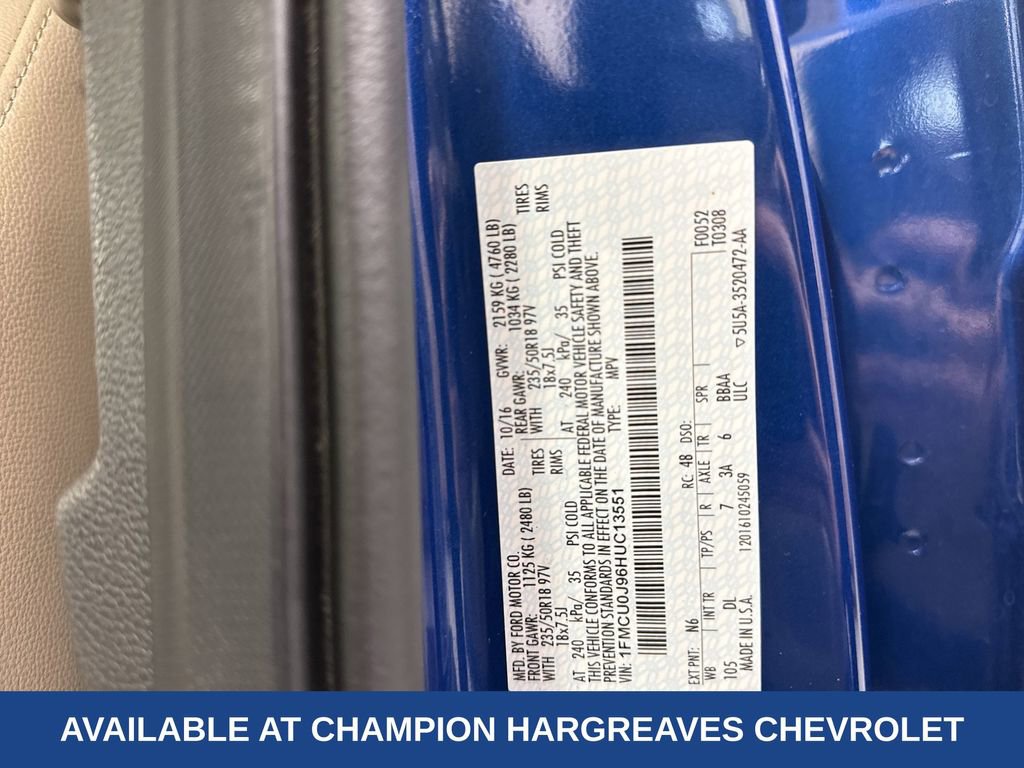 MFD. BY FORD MOTOR CO. DATE: 10/16 GVWR: 2159 KG ( 4760 LB)
FRONT GAWR: 1125 KG ( 2480 LB) REAR GAWR: 1034 KG ( 2280 LB)
WITH 235/50R18 97V TIRES WITH 235/50R18 97V TIRES
18x7.5J RIMS 18x7.5J RIMS
AT 240 kPa/ 35 PSI COLD AT 240 kPa/ 35 PSI COLD
THIS VEHICLE CONFORMS TO ALL APPLICABLE FEDERAL MOTOR VEHICLE SAFETY AND THEFT
PREVENTION STANDARDS IN EFFECT ON THE DATE OF MANUFACTURE SHOWN ABOVE.
VIN: 1FMCU0J96HUC13551 TYPE: MPV
EXT PNT: N6 RC: 48 DSO: F0052
WB INT TR TP/PS R AXLE TR SPR T0308
105 DL 7 3A 6 BBAA
MADE IN U.S.A. 1201610245059 ULC ▽5U5A-3520472-AA
AVAILABLE AT CHAMPION HARGREAVES CHEVROLET